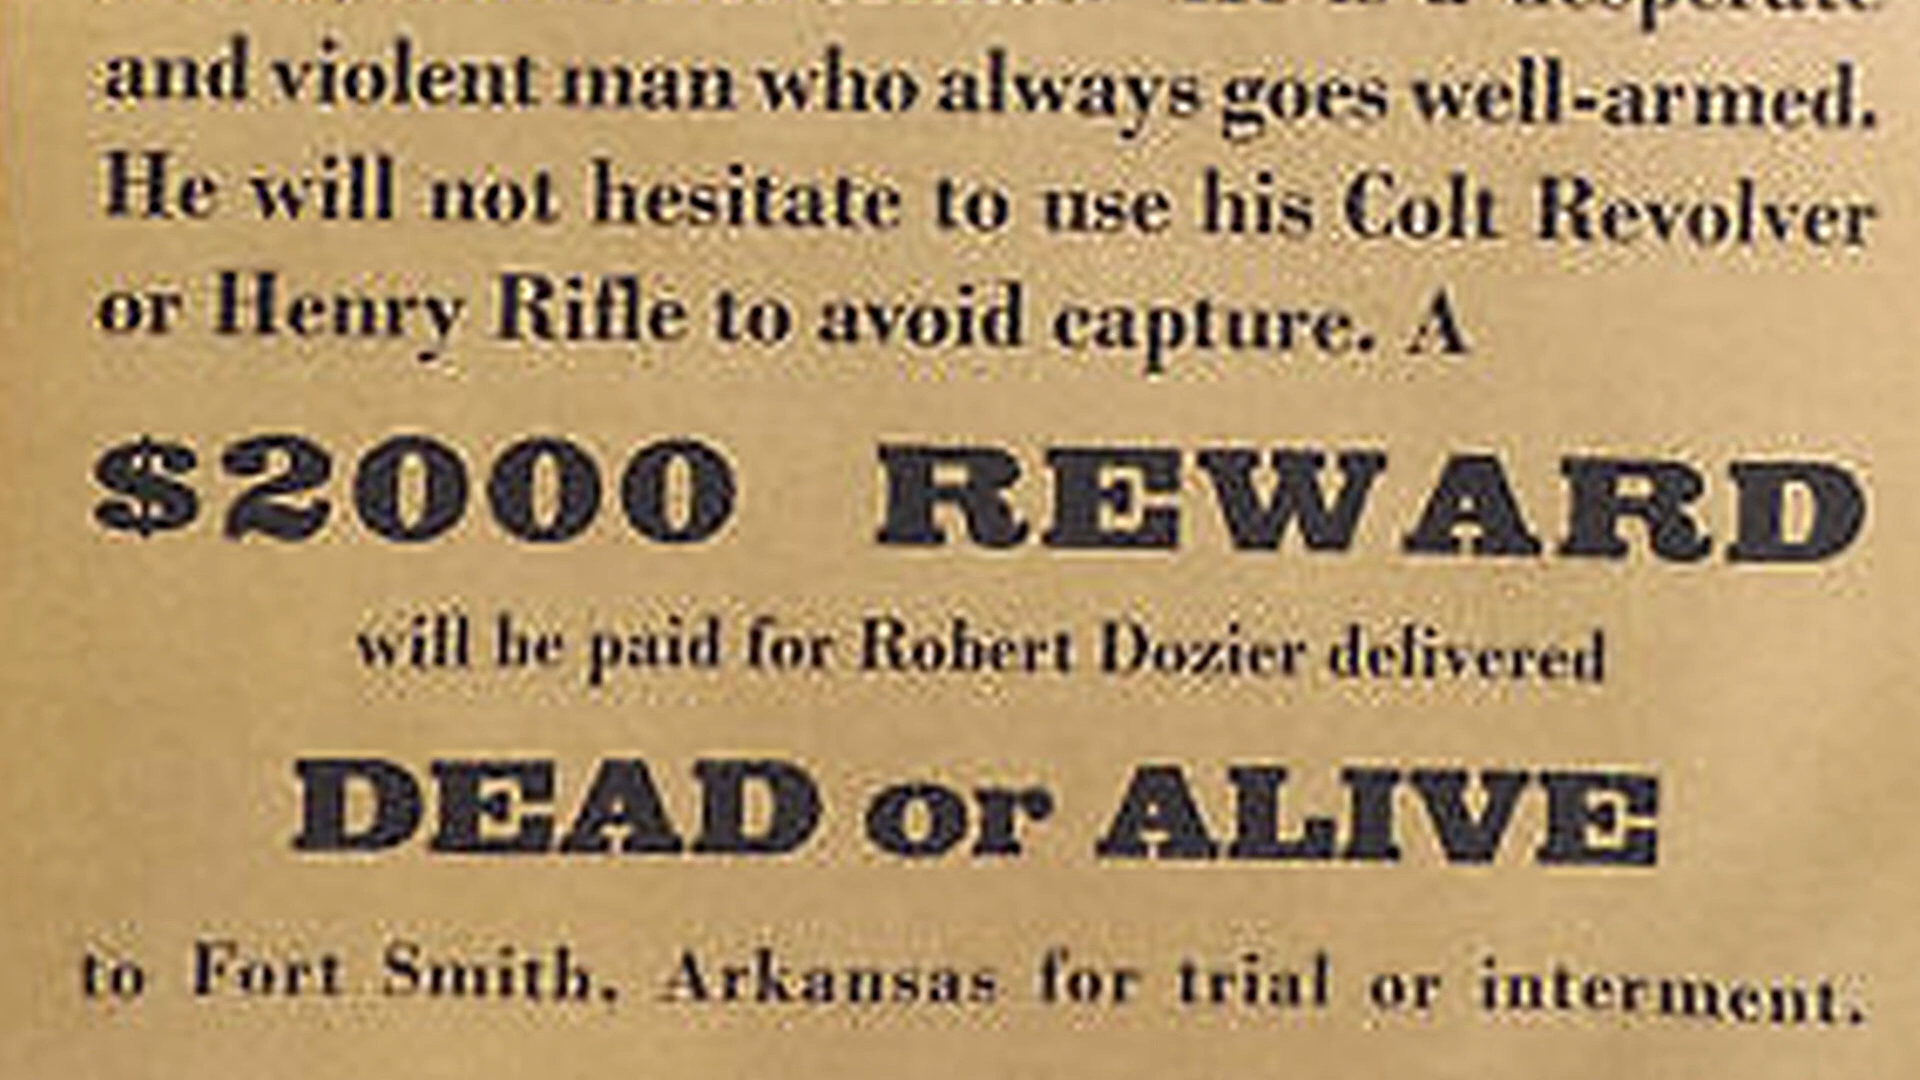 desperate
and violent man who always goes well-armed.
He will not hesitate to use his Colt Revolver
or Henry Rifle to avoid capture. A
$2000 REWARD
will be paid for Robert Dozier delivered
DEAD or ALIVE
to Fort Smith, Arkansas for trial or interment.